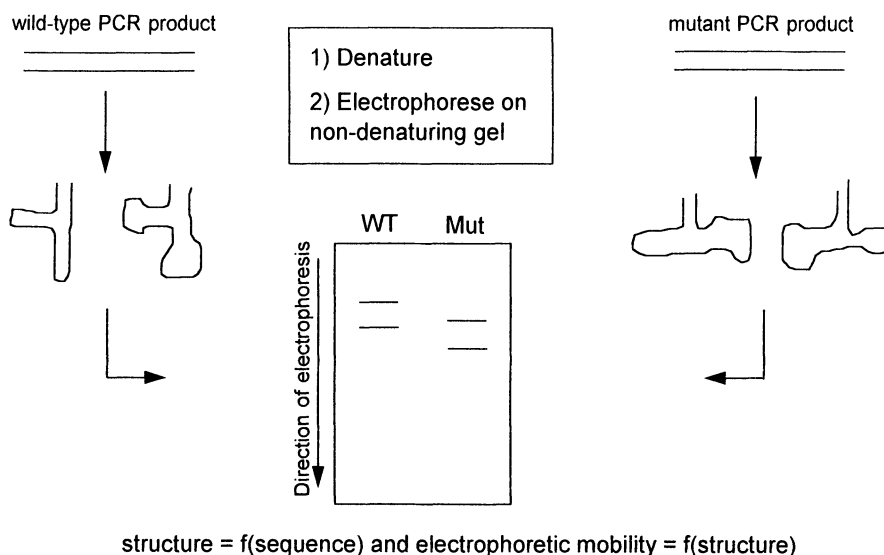 wild-type PCR product
mutant PCR product
1) Denature
2) Electrophorese on
non-denaturing gel
WT
Mut
Direction of electrophoresis
structure = f(sequence) and electrophoretic mobility = f(structure)